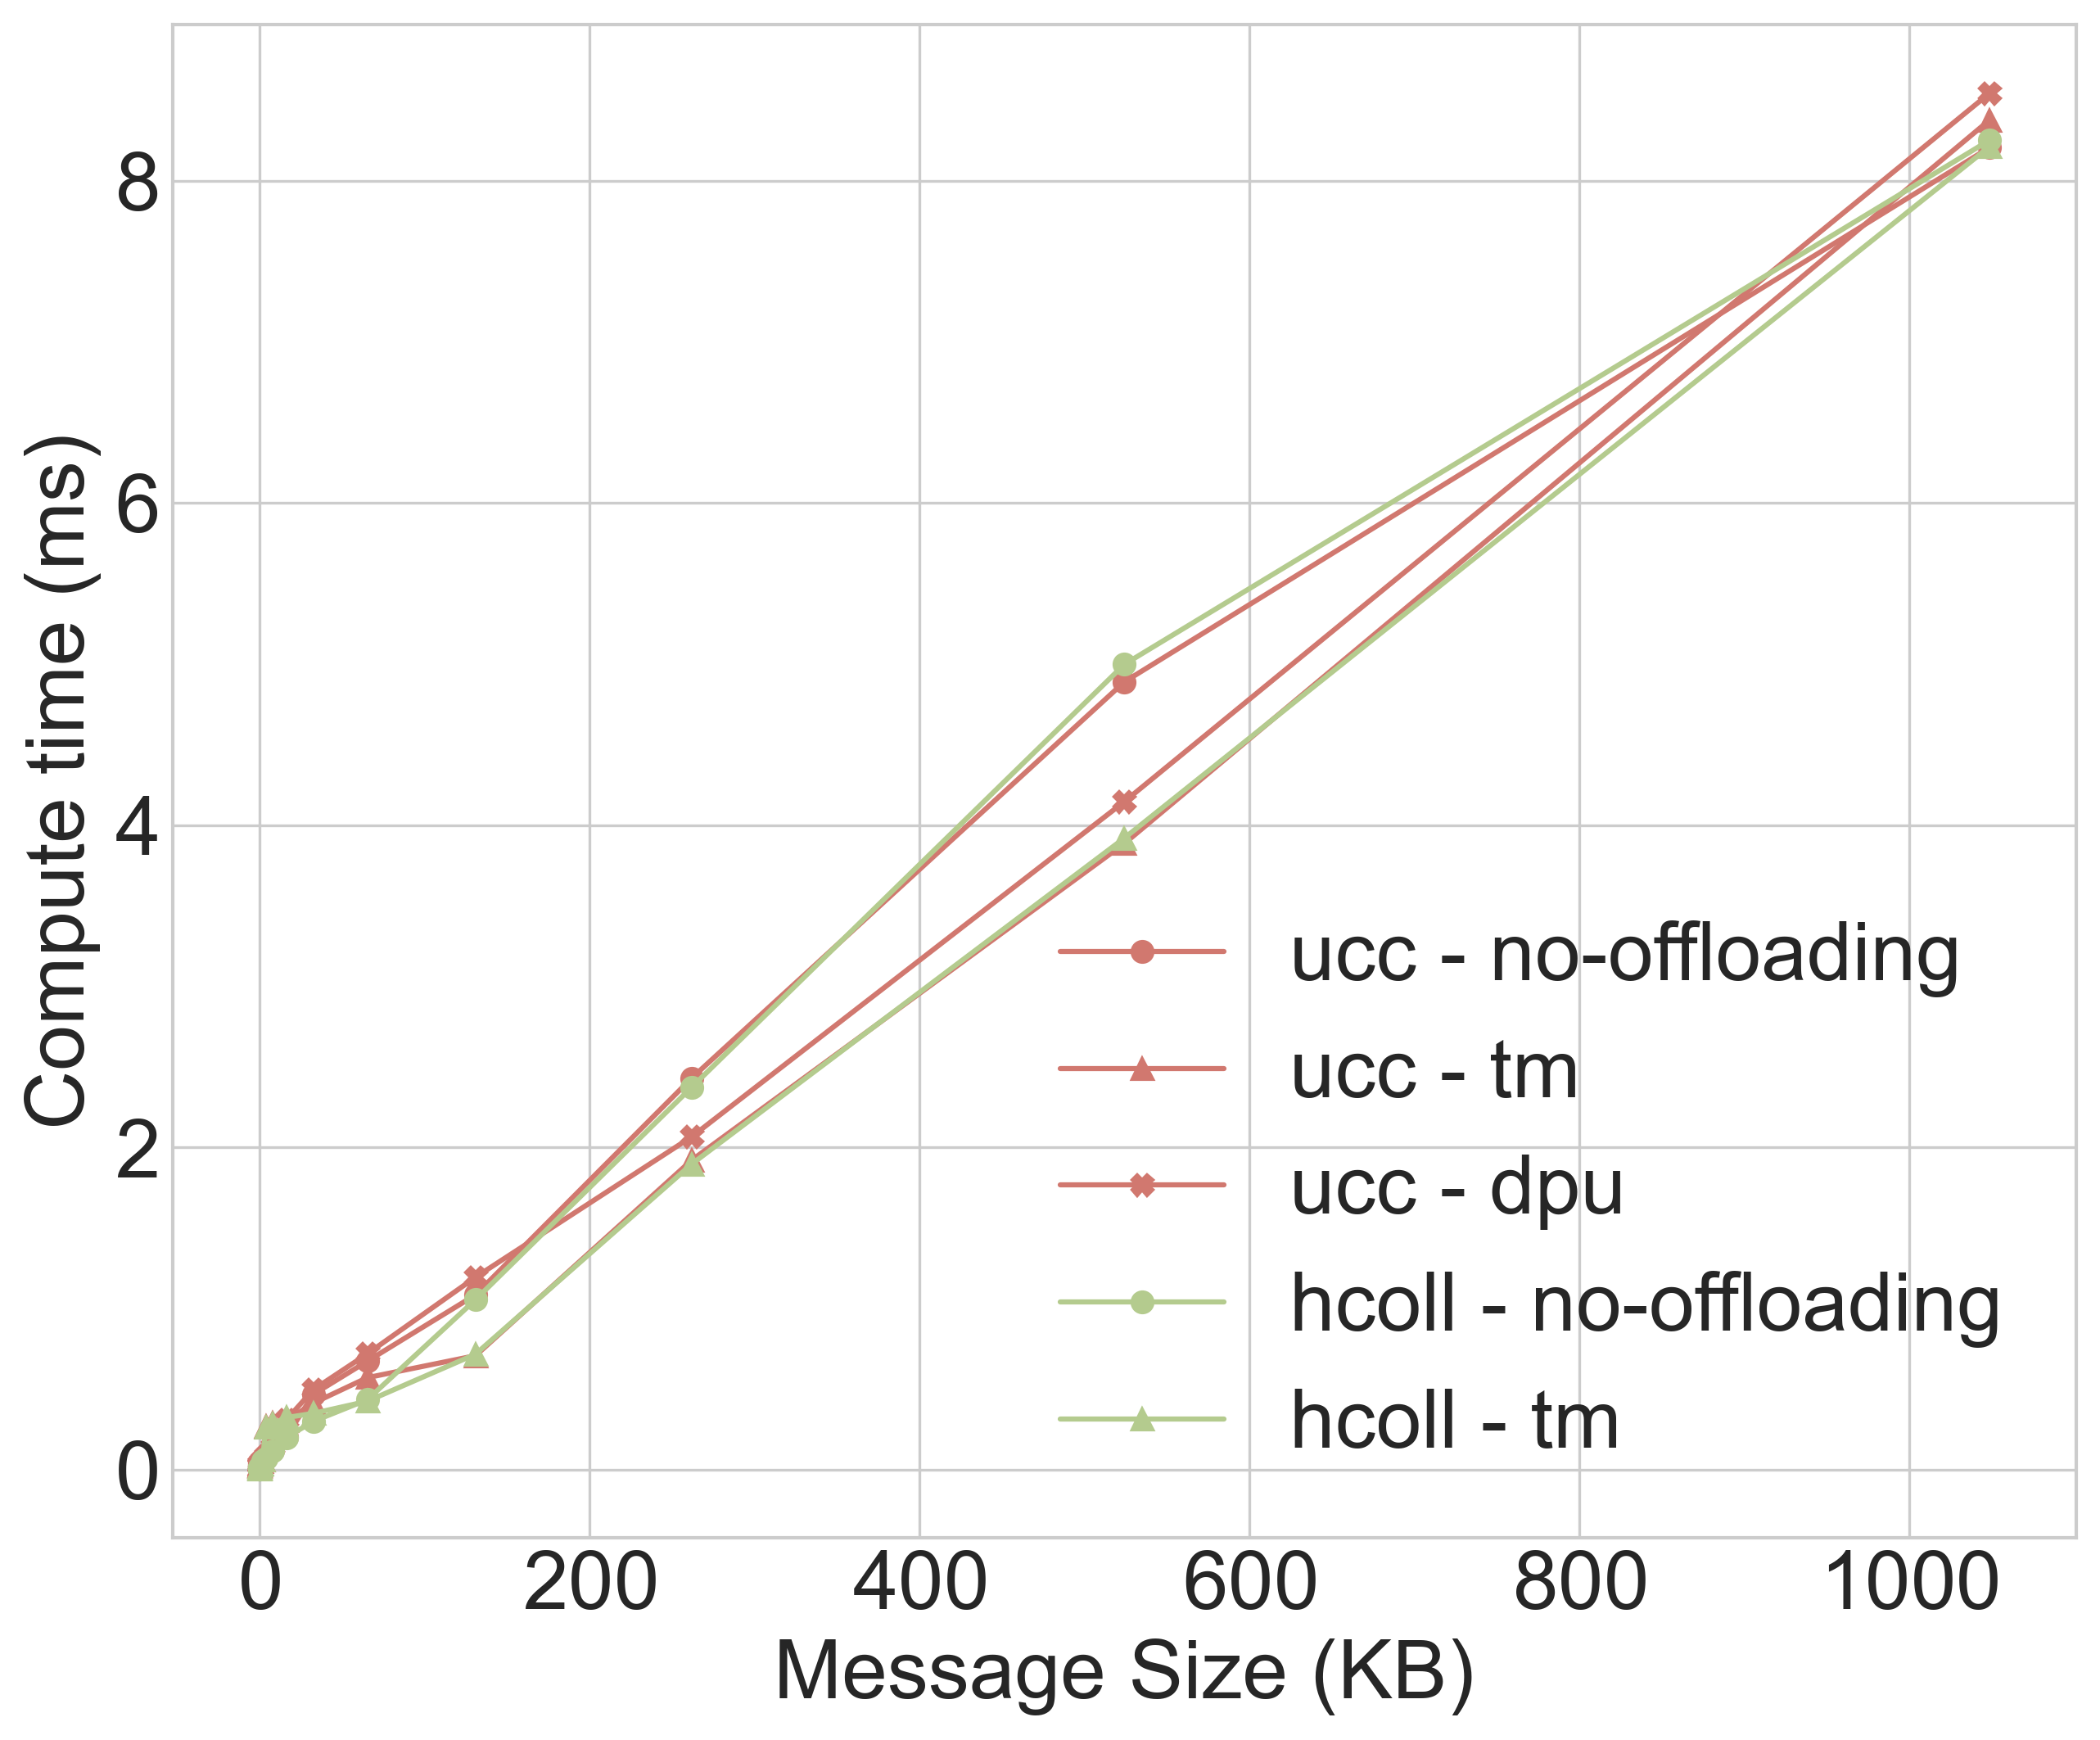 Compute time (ms)
8
6
4
2
0
0 200 400 600 800 1000
Message Size (KB)
ucc - no-offloading
ucc - tm
ucc - dpu
hcoll - no-offloading
hcoll - tm